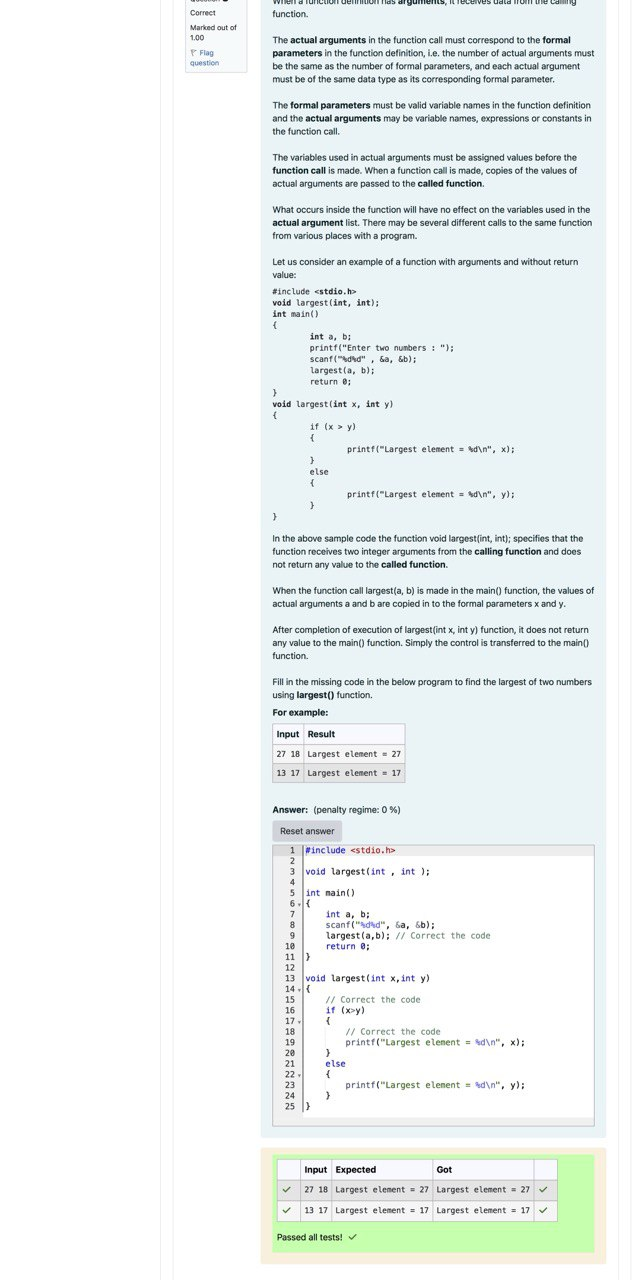 Correct
Marked out of
1.00
Flag
question
When a function definition has arguments, it receives data from the calling
function.
The actual arguments in the function call must correspond to the formal
parameters in the function definition, i.e. the number of actual arguments must
be the same as the number of formal parameters, and each actual argument
must be of the same data type as its corresponding formal parameter.
The formal parameters must be valid variable names in the function definition
and the actual arguments may be variable names, expressions or constants in
the function call.
The variables used in actual arguments must be assigned values before the
function call is made. When a function call is made, copies of the values of
actual arguments are passed to the called function.
What occurs inside the function will have no effect on the variables used in the
actual argument list. There may be several different calls to the same function
from various places with a program.
Let us consider an example of a function with arguments and without return
value:
#include <stdio.h>
void largest(int, int);
int main()
{
int a, b;
printf("Enter two numbers : ");
scanf("%d%d" , &a, &b);
largest(a, b);
return 0;
}
void largest(int x, int y)
{
if (x > y)
{
printf("Largest element = %d\n", x);
}
else
{
printf("Largest element = %d\n", y);
}
}
In the above sample code the function void largest(int, int); specifies that the
function receives two integer arguments from the calling function and does
not return any value to the called function.
When the function call largest(a, b) is made in the main() function, the values of
actual arguments a and b are copied in to the formal parameters x and y.
After completion of execution of largest(int x, int y) function, it does not return
any value to the main() function. Simply the control is transferred to the main()
function.
Fill in the missing code in the below program to find the largest of two numbers
using largest() function.
For example:
Input Result
27 18 Largest element = 27
13 17 Largest element = 17
Answer: (penalty regime: 0 %)
Reset answer
1 #include <stdio.h>
2
3 void largest(int , int );
4
5 int main()
6 {
7 int a, b;
8 scanf("%d%d", &a, &b);
9 largest(a,b); // Correct the code
10 return 0;
11 }
12
13 void largest(int x,int y)
14 {
15 // Correct the code
16 if (x>y)
17 {
18 // Correct the code
19 printf("Largest element = %d\n", x);
20 }
21 else
22 {
23 printf("Largest element = %d\n", y);
24 }
25 }
Input Expected Got
27 18 Largest element = 27 Largest element = 27
13 17 Largest element = 17 Largest element = 17
Passed all tests!